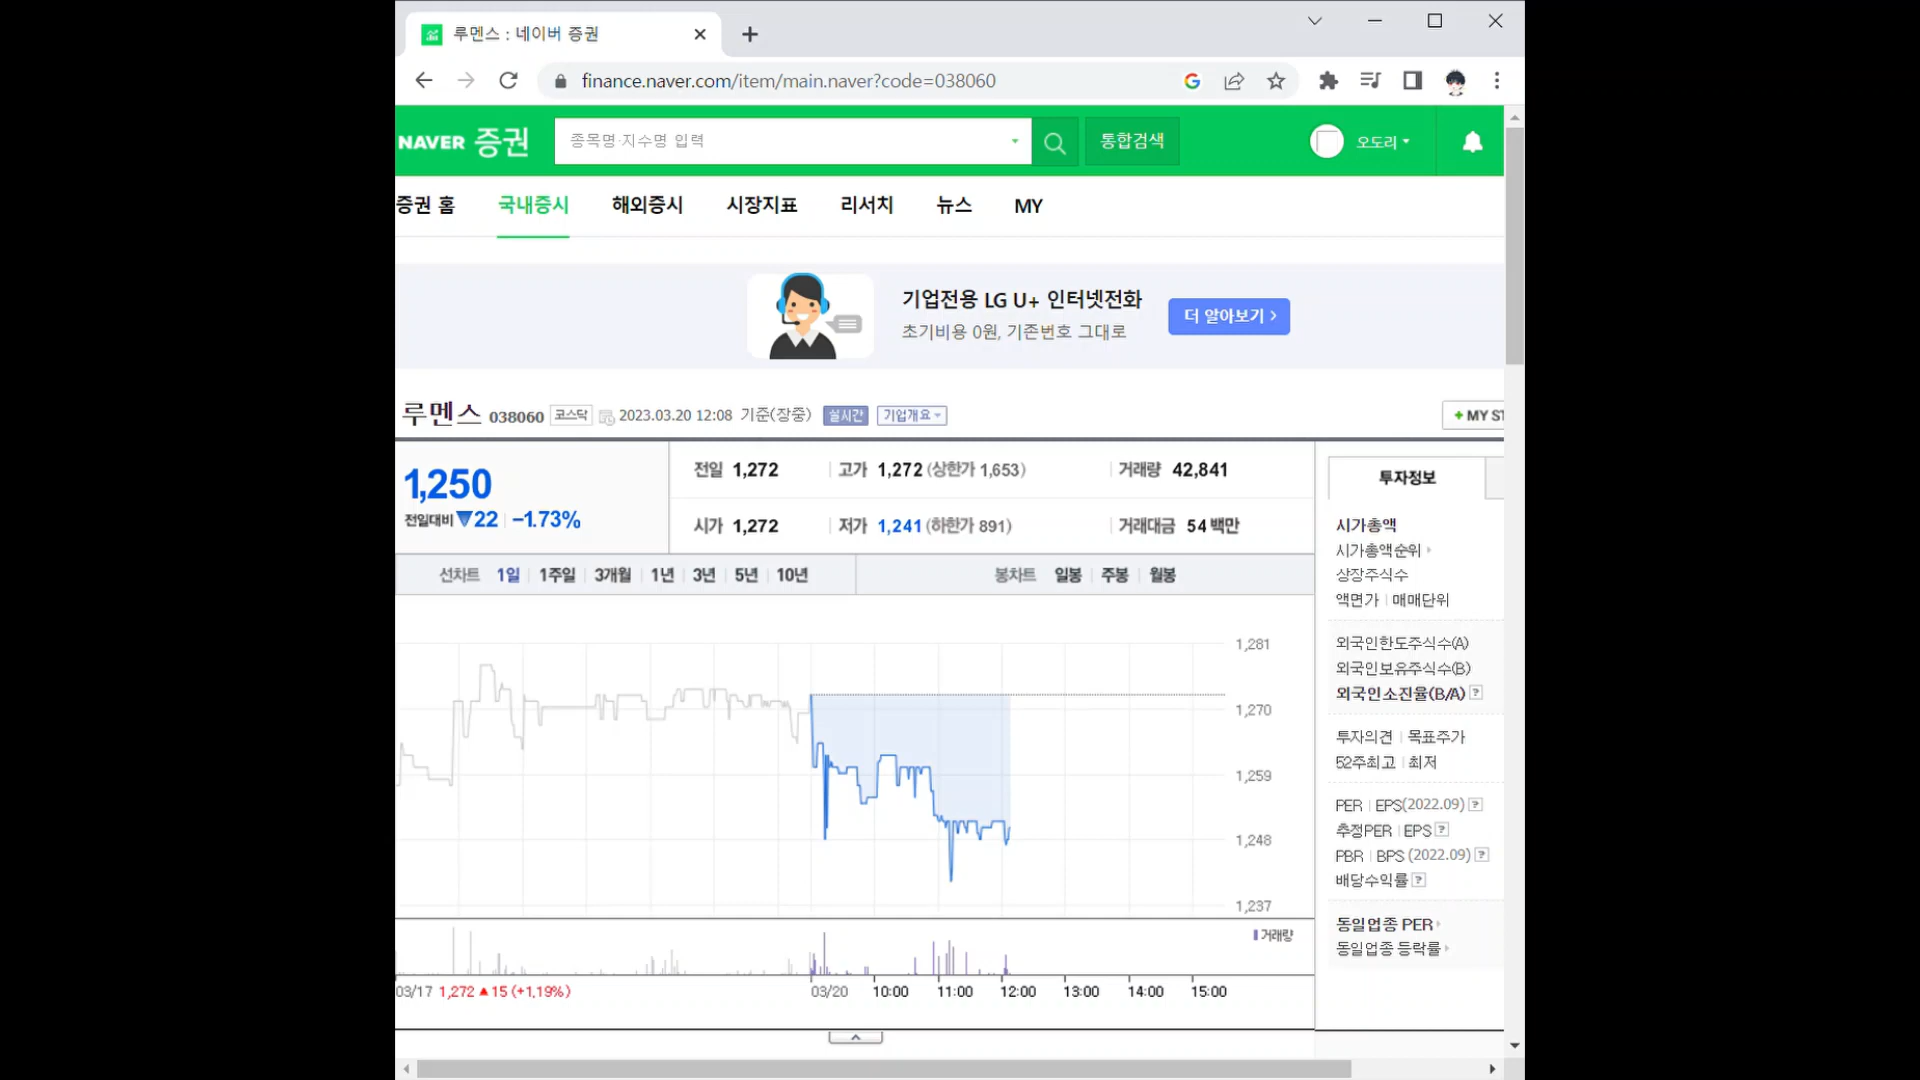 루멘스 : 네이버 증권
finance.naver.com/item/main.naver?code=038060
NAVER 증권
종목명·지수명 입력
통합검색
오도리
증권 홈 국내증시 해외증시 시장지표 리서치 뉴스 MY
기업전용 LG U+ 인터넷전화
초기비용 0원, 기존번호 그대로
더 알아보기 >
루멘스 038060 코스닥 2023.03.20 12:08 기준(장중) 실시간 기업개요
+ MY ST
1,250
전일대비 ▼22 -1.73%
전일 1,272 고가 1,272 (상한가 1,653) 거래량 42,841
시가 1,272 저가 1,241 (하한가 891) 거래대금 54 백만
선차트 1일 1주일 3개월 1년 3년 5년 10년
봉차트 일봉 주봉 월봉
1,281
1,270
1,259
1,248
1,237
거래량
03/17 1,272 ▲15 (+1.19%)
03/20 10:00 11:00 12:00 13:00 14:00 15:00
투자정보
시가총액
시가총액순위
상장주식수
액면가 | 매매단위
외국인한도주식수(A)
외국인보유주식수(B)
외국인소진율(B/A) ?
투자의견 | 목표주가
52주최고 | 최저
PER | EPS(2022.09) ?
추정PER | EPS ?
PBR | BPS (2022.09) ?
배당수익률 ?
동일업종 PER
동일업종 등락률